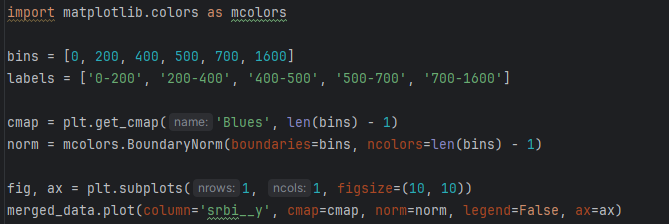 import matplotlib.colors as mcolors
bins = [0, 200, 400, 500, 700, 1600]
labels = ['0-200', '200-400', '400-500', '500-700', '700-1600']
cmap = plt.get_cmap( name: 'Blues', len(bins) - 1)
norm = mcolors.BoundaryNorm(boundaries=bins, ncolors=len(bins) - 1)
fig, ax = plt.subplots( nrows: 1, ncols: 1, figsize=(10, 10))
merged_data.plot(column='srbi__y', cmap=cmap, norm=norm, legend=False, ax=ax)